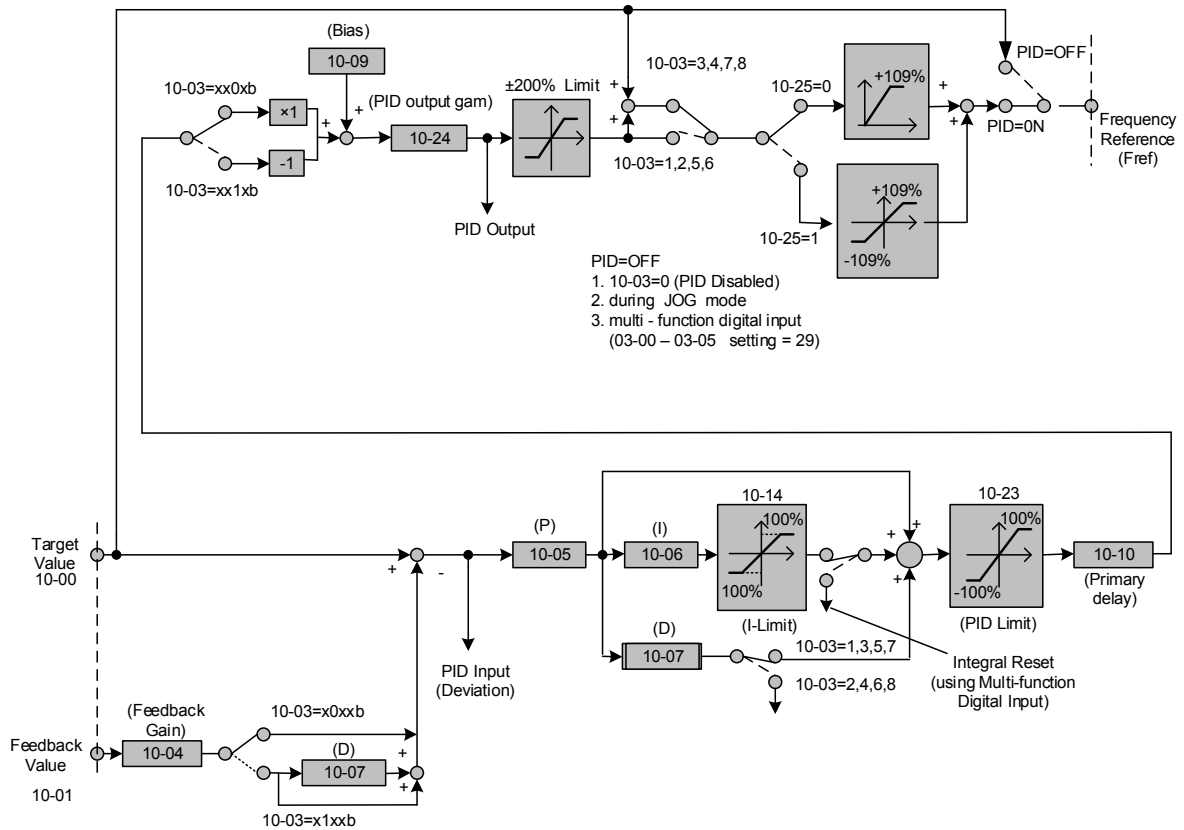 (Bias)
10-09
10-03=xx0xb
×1
-1
10-03=xx1xb
+
+
(PID output gam)
10-24
PID Output
±200% Limit
+
+
10-03=3,4,7,8
10-03=1,2,5,6
10-25=0
10-25=1
+109%
+109%
-109%
+
+
PID=OFF
PID=0N
Frequency
Reference
(Fref)
PID=OFF
1. 10-03=0 (PID Disabled)
2. during JOG mode
3. multi - function digital input
(03-00 – 03-05 setting = 29)
Target
Value
10-00
+
-
PID Input
(Deviation)
(P)
10-05
(I)
10-06
10-14
100%
100%
(I-Limit)
(D)
10-07
10-03=1,3,5,7
10-03=2,4,6,8
+
+
+
+
Integral Reset
(using Multi-function
Digital Input)
10-23
100%
-100%
(PID Limit)
10-10
(Primary
delay)
Feedback
Value
10-01
(Feedback
Gain)
10-04
10-03=x0xxb
(D)
10-07
+
+
10-03=x1xxb